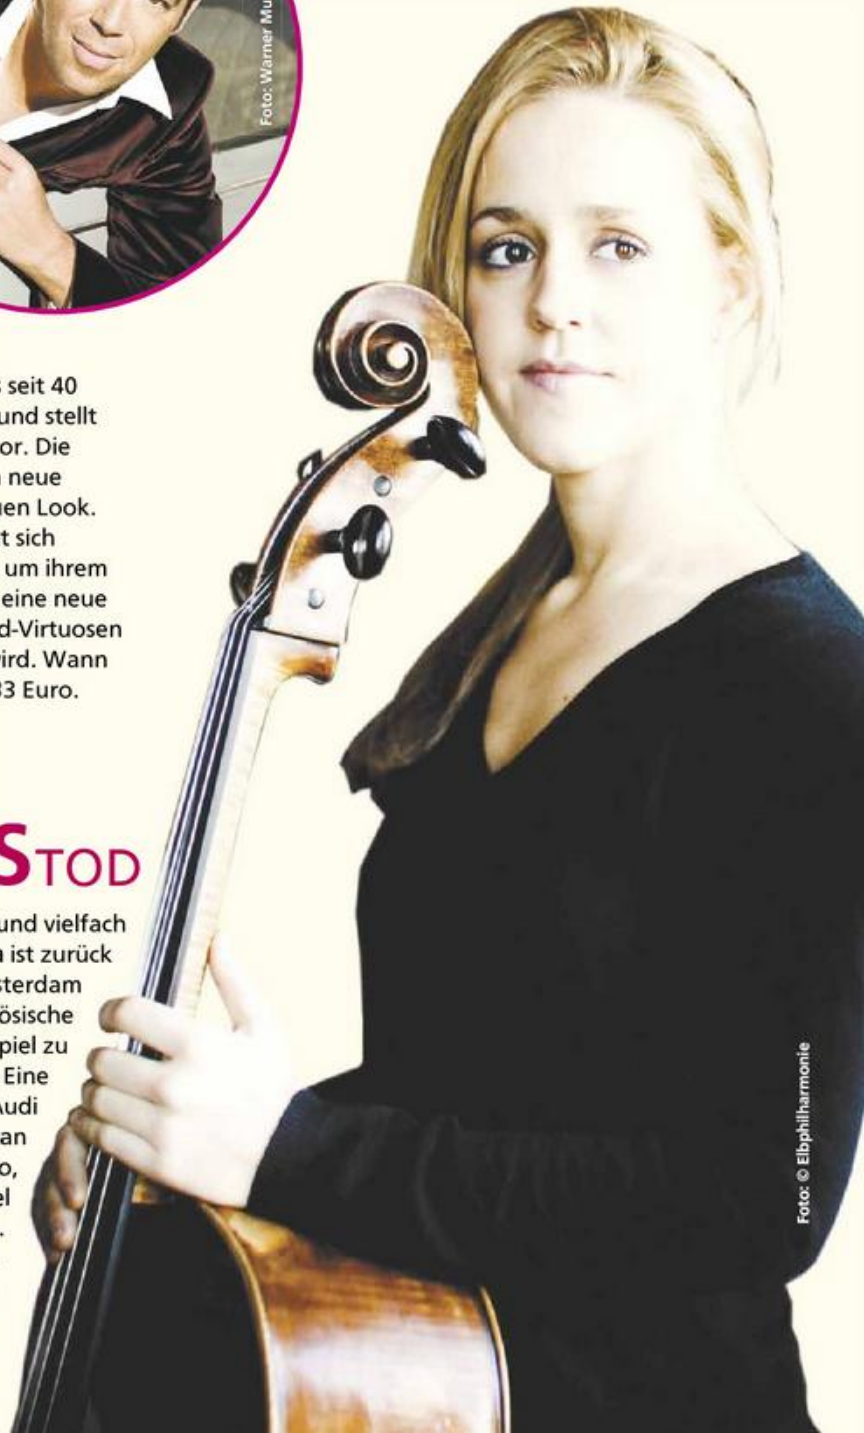 Foto: Warner Mu
seit 40
und stellt
or. Die
neue
en Look.
t sich
um ihrem
eine neue
d-Virtuosen
ird. Wann
33 Euro.
STOD
und vielfach
ist zurück
sterdam
ösische
piel zu
Eine
Audi
an
o,
el
.
Foto: © Elbphilharmonie